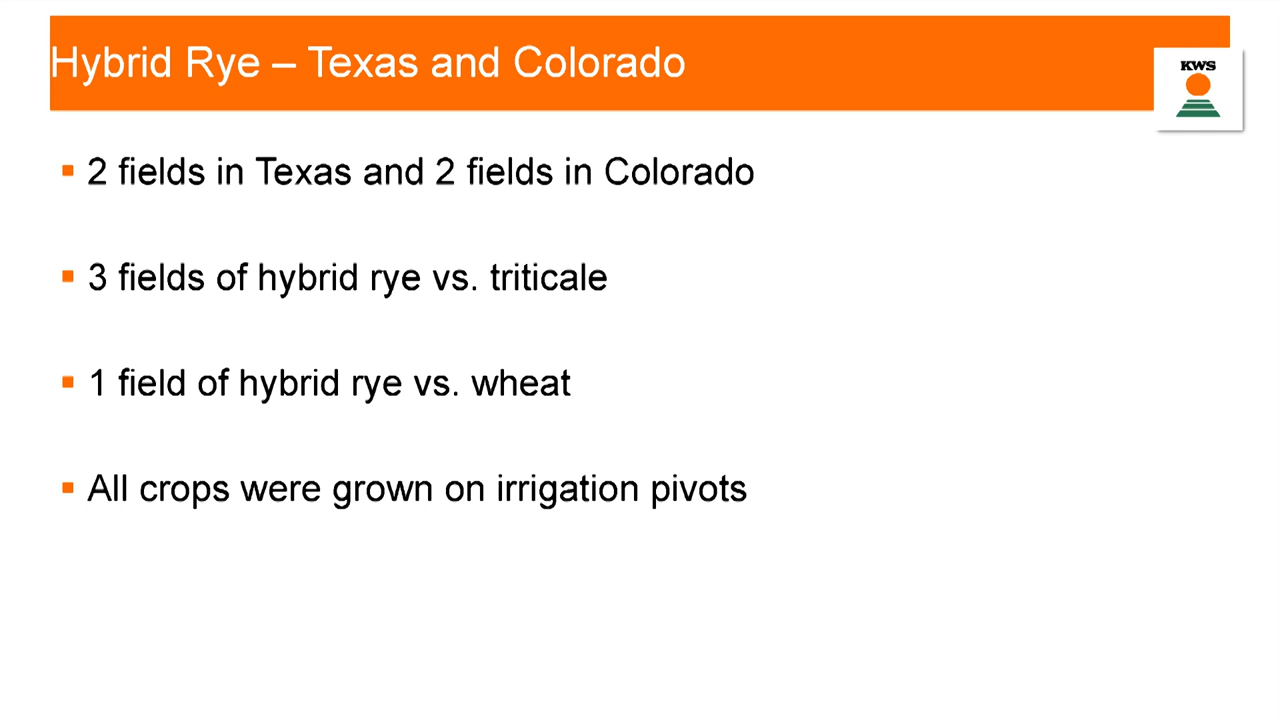 Hybrid Rye – Texas and Colorado
KWS
2 fields in Texas and 2 fields in Colorado
3 fields of hybrid rye vs. triticale
1 field of hybrid rye vs. wheat
All crops were grown on irrigation pivots